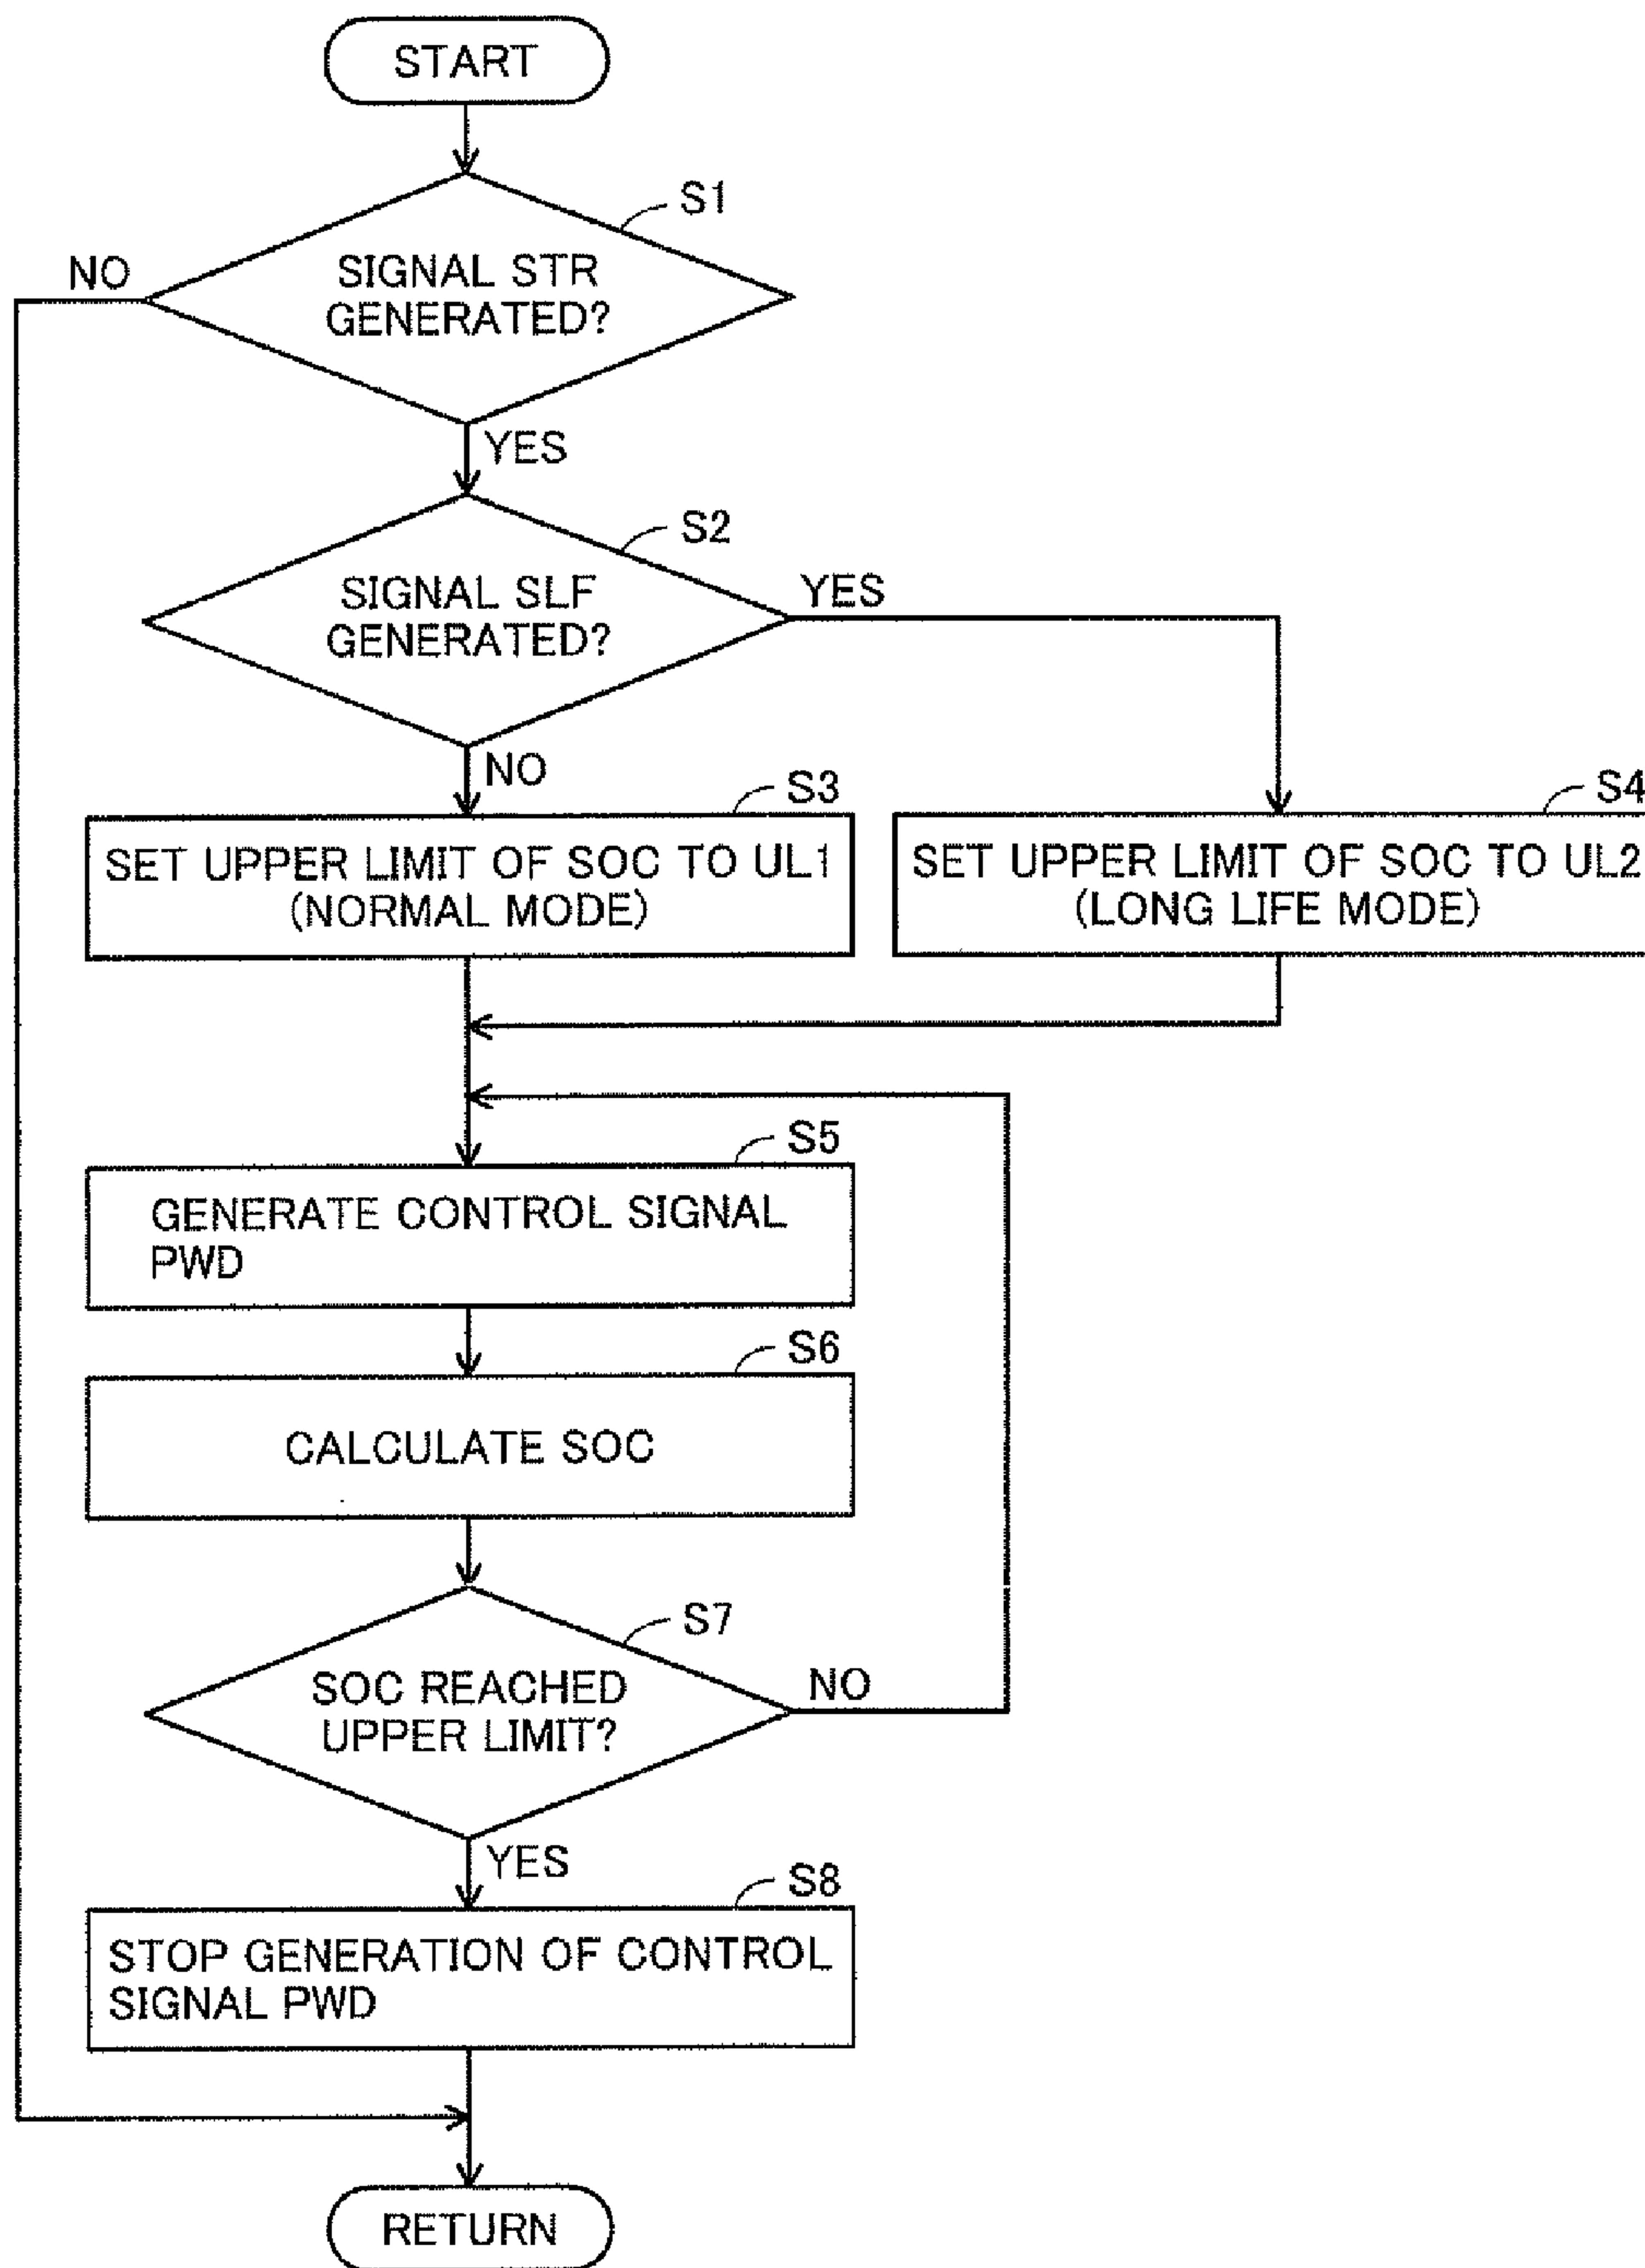 START
S1
NO
SIGNAL STR
GENERATED?
YES
S2
SIGNAL SLF
GENERATED?
YES
NO
S3
S4
SET UPPER LIMIT OF SOC TO UL1
(NORMAL MODE)
SET UPPER LIMIT OF SOC TO UL2
(LONG LIFE MODE)
S5
GENERATE CONTROL SIGNAL
PWD
S6
CALCULATE SOC
S7
SOC REACHED
UPPER LIMIT?
NO
YES
S8
STOP GENERATION OF CONTROL
SIGNAL PWD
RETURN